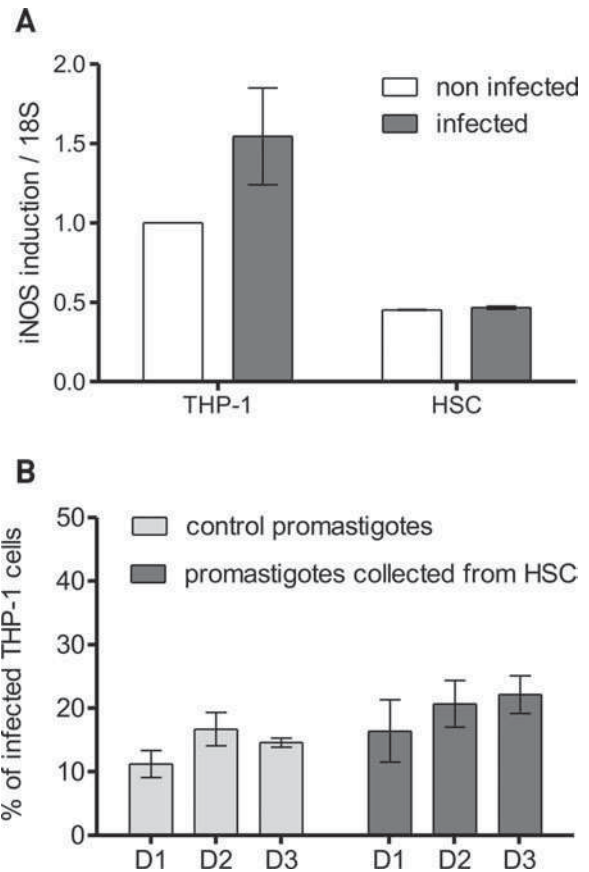 A
iNOS induction / 18S
2.0
1.5
1.0
0.5
0.0
non infected
infected
THP-1 HSC
B
% of infected THP-1 cells
50
40
30
20
10
0
control promastigotes
promastigotes collected from HSC
D1 D2 D3 D1 D2 D3